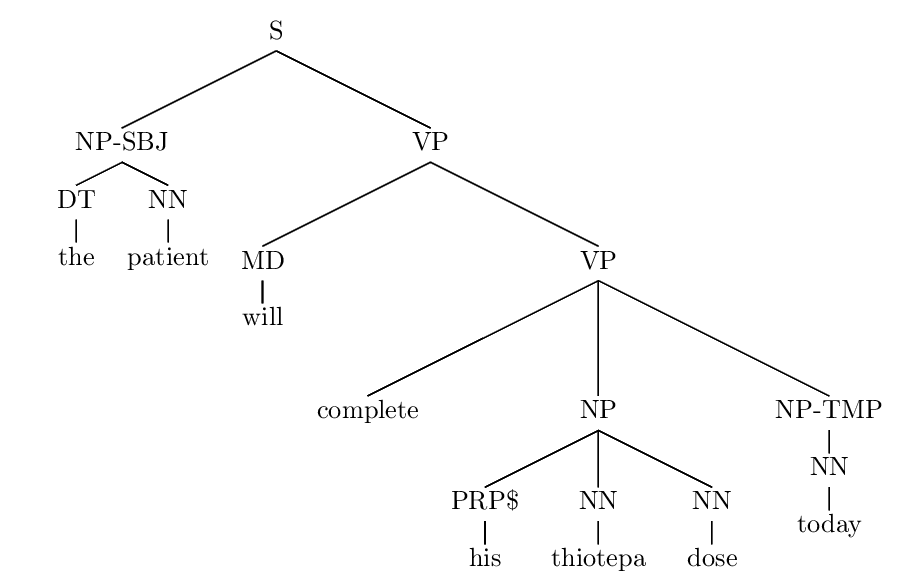 S
NP-SBJ VP
DT NN
the patient MD VP
will
complete NP NP-TMP
NN
PRP$ NN NN
today
his thiotepa dose